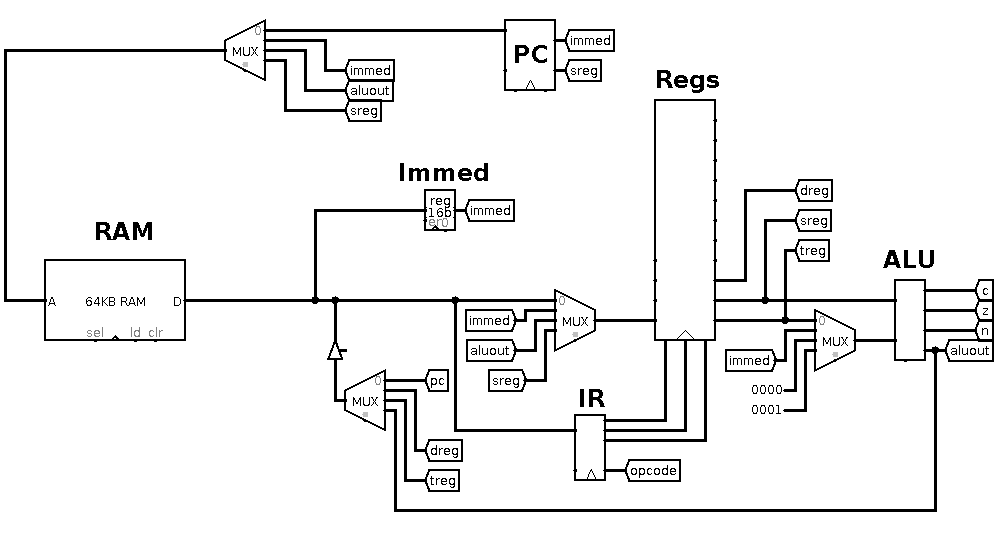 0
MUX
immed
aluout
sreg
PC
immed
sreg
Regs
Immed
reg
16b
immed
dreg
sreg
treg
RAM
A
64KB RAM
D
sel
ld
clr
ALU
c
z
n
aluout
0
MUX
immed
aluout
sreg
0
MUX
immed
0000
0001
0
MUX
pc
dreg
treg
IR
opcode